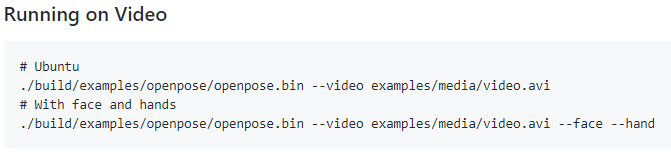 Running on Video
# Ubuntu
./build/examples/openpose/openpose.bin --video examples/media/video.avi
# With face and hands
./build/examples/openpose/openpose.bin --video examples/media/video.avi --face --hand